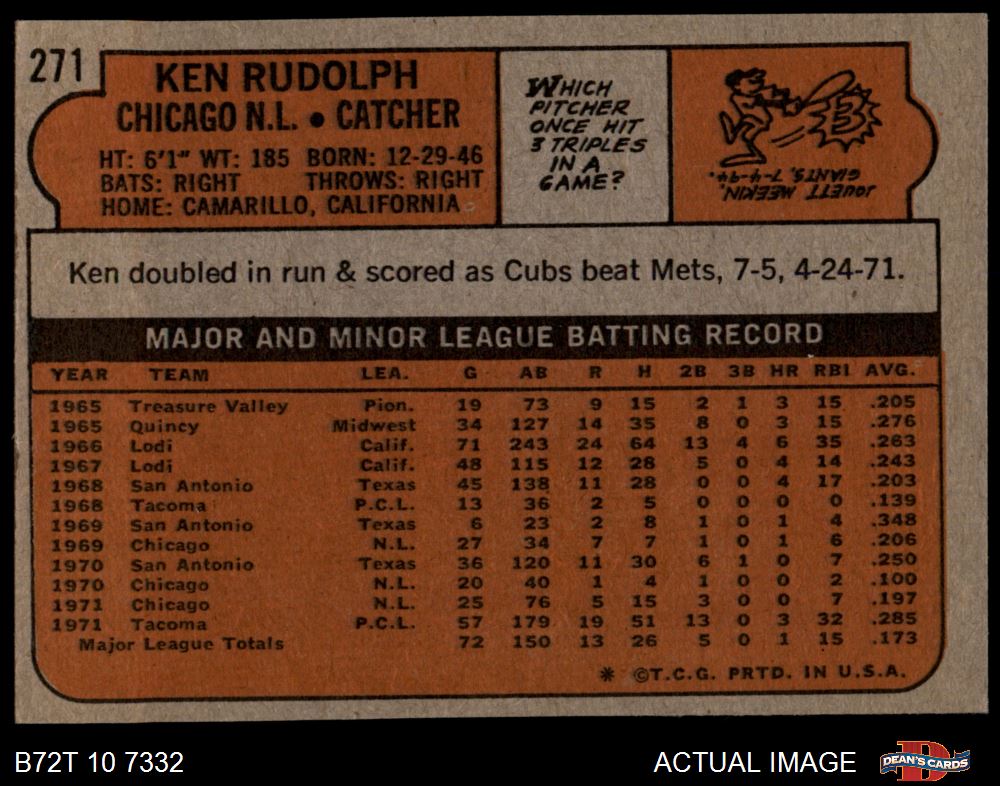 271
KEN RUDOLPH
CHICAGO N.L. • CATCHER
HT: 6'1" WT: 185 BORN: 12-29-46
BATS: RIGHT THROWS: RIGHT
HOME: CAMARILLO, CALIFORNIA
WHICH
PITCHER
ONCE HIT
3 TRIPLES
IN A
GAME?
3
JOUETT MEEKIN,
GIANTS, 7-4-94.
Ken doubled in run & scored as Cubs beat Mets, 7-5, 4-24-71.
MAJOR AND MINOR LEAGUE BATTING RECORD
YEAR TEAM LEA. G AB R H 2B 3B HR RBI AVG.
1965 Treasure Valley Pion. 19 73 9 15 2 1 3 15 .205
1965 Quincy Midwest 34 127 14 35 8 0 3 15 .276
1966 Lodi Calif. 71 243 24 64 13 4 6 35 .263
1967 Lodi Calif. 48 115 12 28 5 0 4 14 .243
1968 San Antonio Texas 45 138 11 28 0 0 4 17 .203
1968 Tacoma P.C.L. 13 36 2 5 0 0 0 0 .139
1969 San Antonio Texas 6 23 2 8 1 0 1 4 .348
1969 Chicago N.L. 27 34 7 7 1 0 1 6 .206
1970 San Antonio Texas 36 120 11 30 6 1 0 7 .250
1970 Chicago N.L. 20 40 1 4 1 0 0 2 .100
1971 Chicago N.L. 25 76 5 15 3 0 0 7 .197
1971 Tacoma P.C.L. 57 179 19 51 13 0 3 32 .285
Major League Totals 72 150 13 26 5 0 1 15 .173
* ©T.C.G. PRTD. IN U.S.A.
B72T 10 7332
ACTUAL IMAGE
DEAN'S CARDS